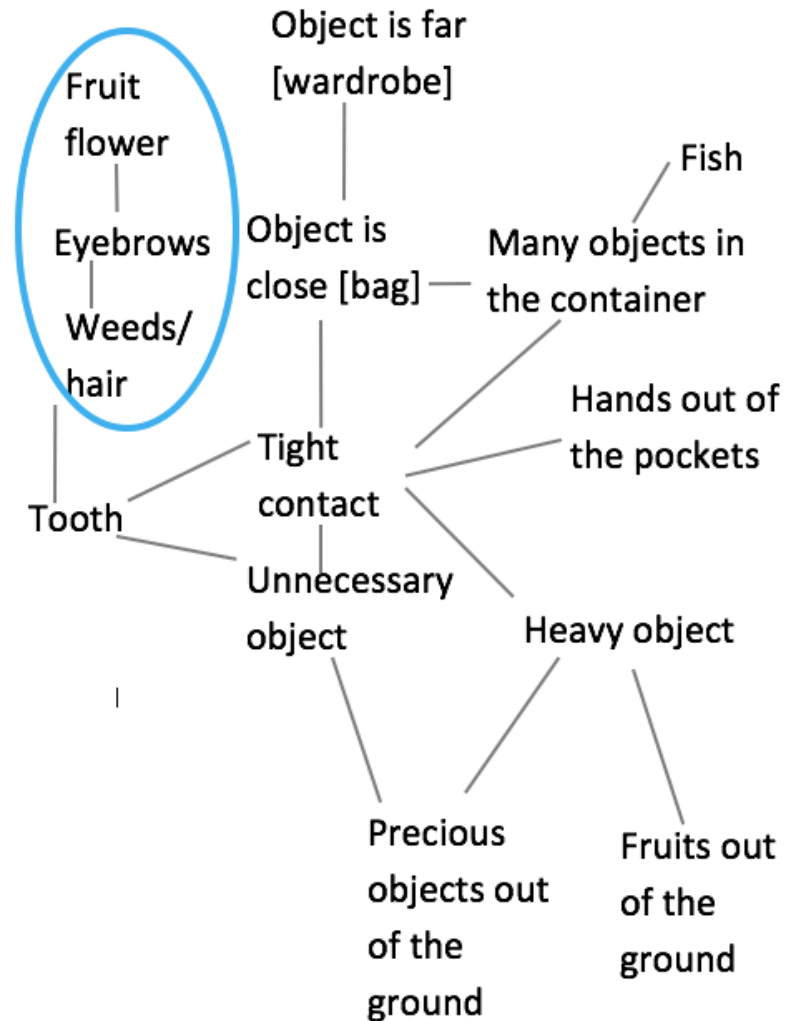 Object is far
[wardrobe]
Fruit
flower
Eyebrows
Weeds/
hair
Object is
close [bag]
Fish
Many objects in
the container
Hands out of
the pockets
Tight
contact
Tooth
Unnecessary
object
Heavy object
Precious
objects out
of the
ground
Fruits out
of the
ground